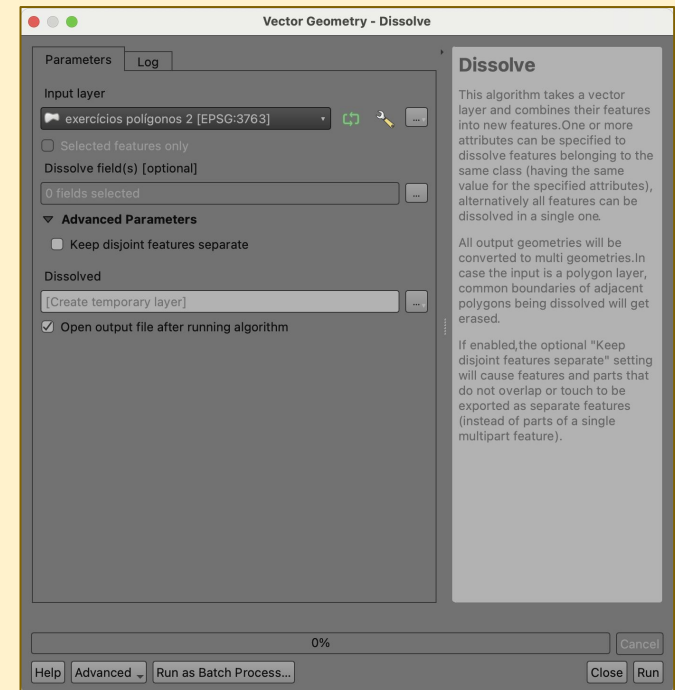 Vector Geometry - Dissolve
Parameters
Log
Input layer
exercícios polígonos 2 [EPSG:3763]
...
Selected features only
Dissolve field(s) [optional]
0 fields selected
...
Advanced Parameters
Keep disjoint features separate
Dissolved
[Create temporary layer]
...
Open output file after running algorithm
Dissolve
This algorithm takes a vector
layer and combines their features
into new features.One or more
attributes can be specified to
dissolve features belonging to the
same class (having the same
value for the specified attributes),
alternatively all features can be
dissolved in a single one.
All output geometries will be
converted to multi geometries.In
case the input is a polygon layer,
common boundaries of adjacent
polygons being dissolved will get
erased.
If enabled,the optional "Keep
disjoint features separate" setting
will cause features and parts that
do not overlap or touch to be
exported as separate features
(instead of parts of a single
multipart feature).
0%
Cancel
Help
Advanced
Run as Batch Process...
Close
Run